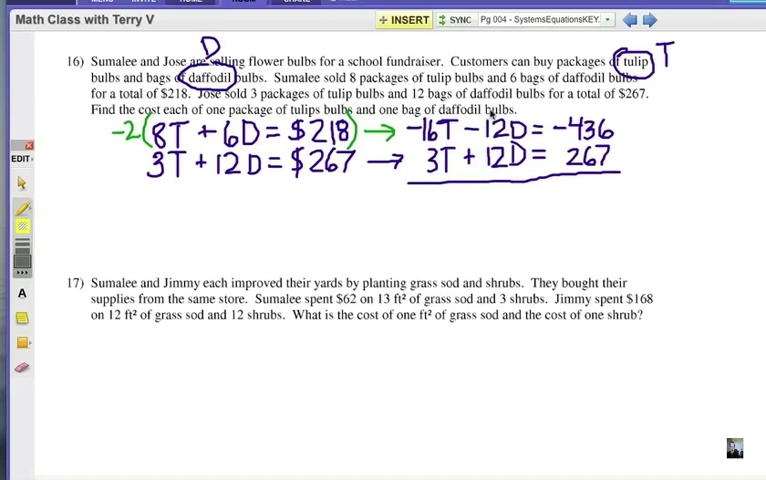 MENU HOME ROOM SHARE
Math Class with Terry V
INSERT SYNC Pg 004 - SystemsEquationsKEY.
D
T
16) Sumalee and Jose are selling flower bulbs for a school fundraiser. Customers can buy packages of tulip
bulbs and bags of daffodil bulbs. Sumalee sold 8 packages of tulip bulbs and 6 bags of daffodil bulbs
for a total of $218. Jose sold 3 packages of tulip bulbs and 12 bags of daffodil bulbs for a total of $267.
Find the cost each of one package of tulips bulbs and one bag of daffodil bulbs.
-2(8T + 6D = $218) → -16T - 12D = -436
3T + 12D = $267 → 3T + 12D = 267
EDIT
A
17) Sumalee and Jimmy each improved their yards by planting grass sod and shrubs. They bought their
supplies from the same store. Sumalee spent $62 on 13 ft² of grass sod and 3 shrubs. Jimmy spent $168
on 12 ft² of grass sod and 12 shrubs. What is the cost of one ft² of grass sod and the cost of one shrub?